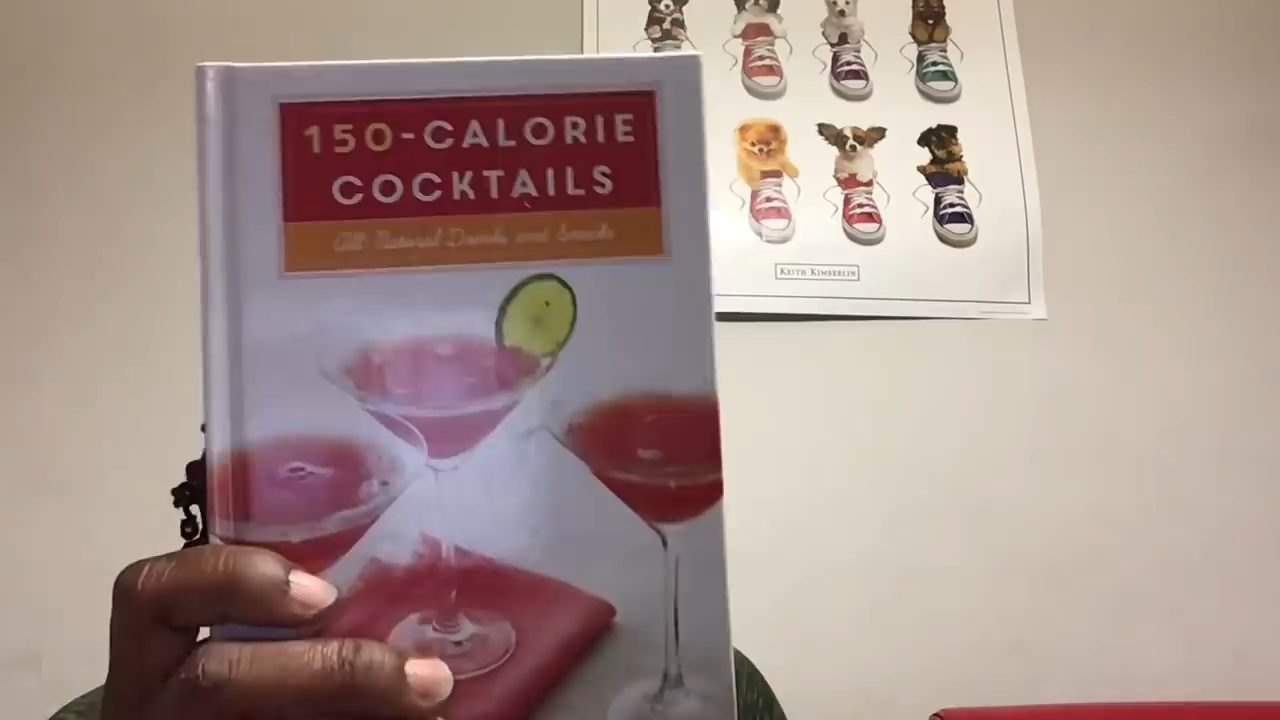 150-CALORIE
COCKTAILS
All-Natural Drinks and Snacks
KEITH KIMBERLIN